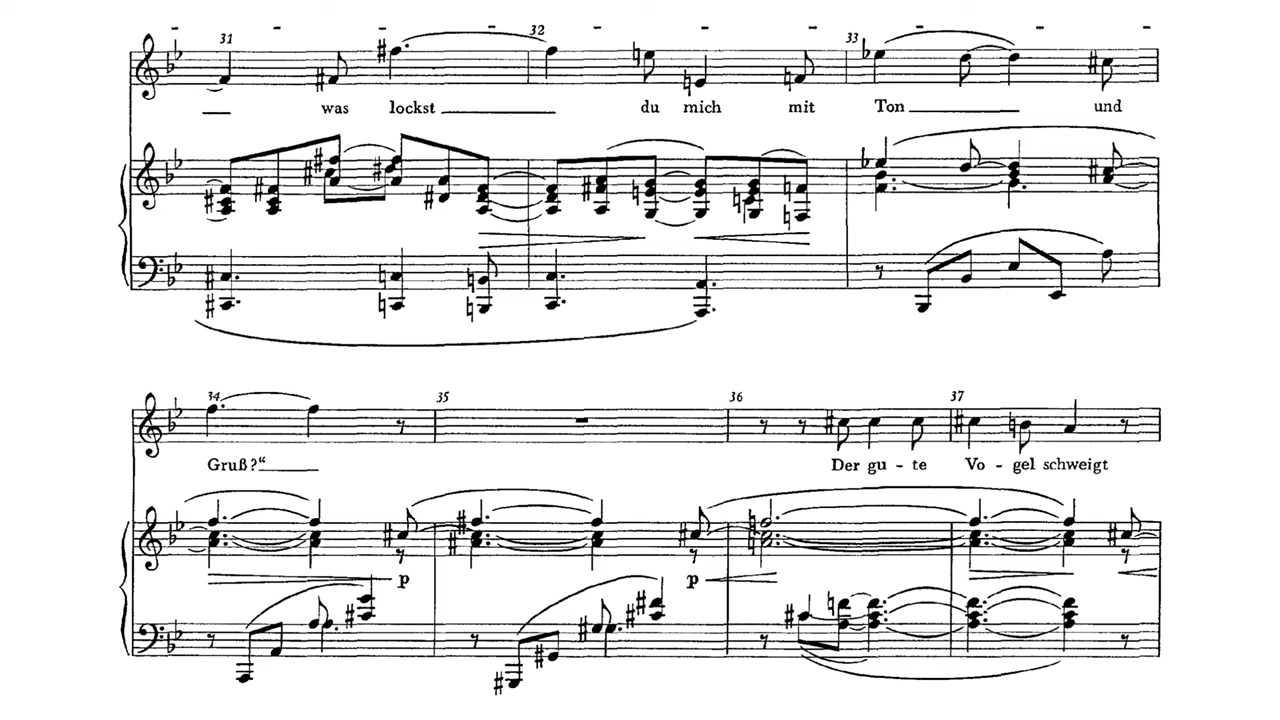 31 32 33
was lockst du mich mit Ton und
34 35 36 37
Gruß?“ Der gu - te Vo - gel schweigt
p p